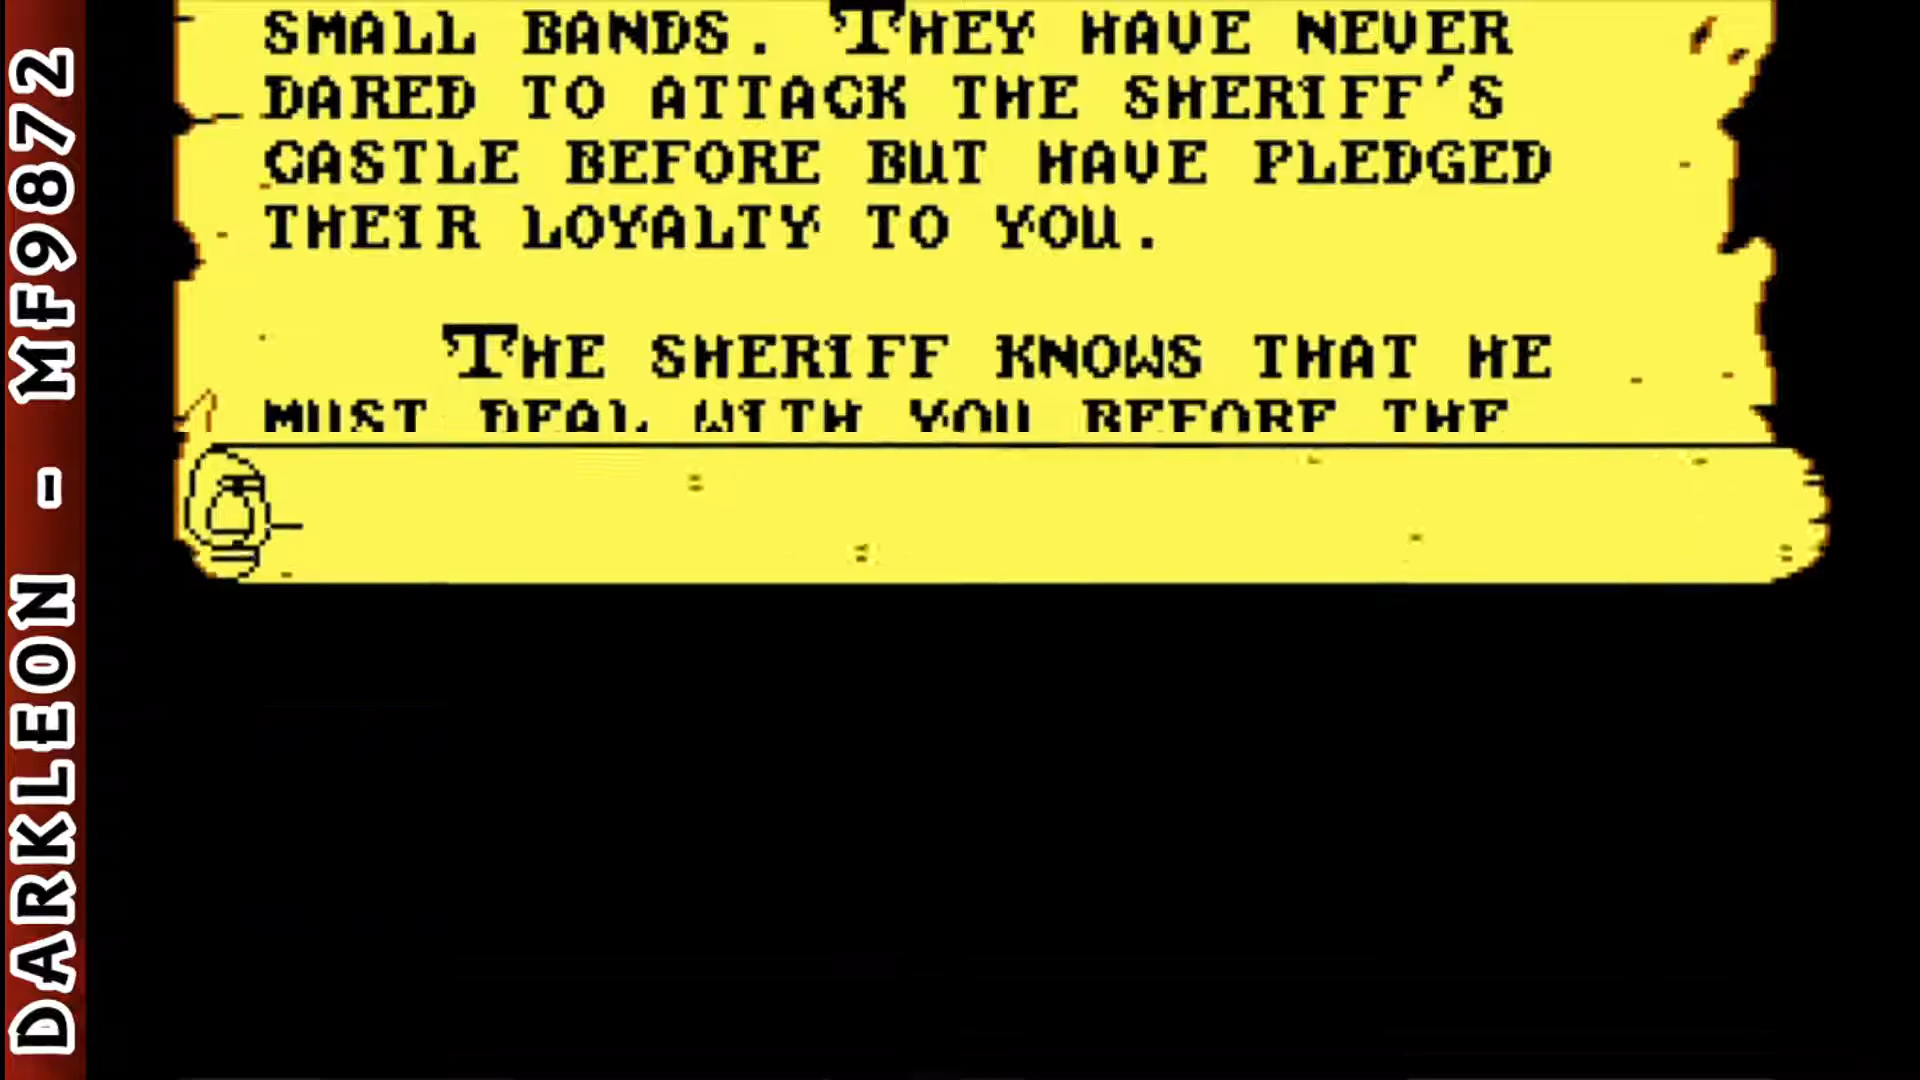 SMALL BANDS. THEY HAVE NEVER
DARED TO ATTACK THE SHERIFF'S
CASTLE BEFORE BUT HAVE PLEDGED
THEIR LOYALTY TO YOU.
THE SHERIFF KNOWS THAT HE
MUST DEAL WITH YOU BEFORE THE
DARKLEON - MF9872